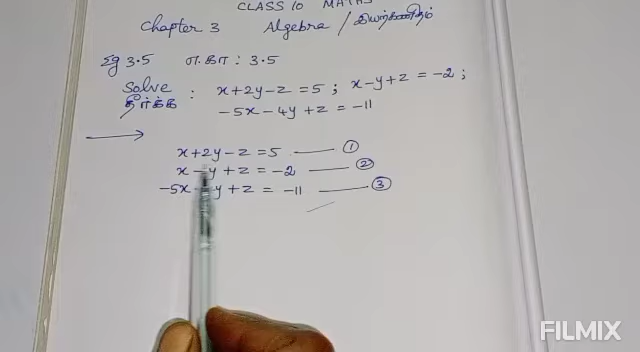 CLASS 10 MATHS
Chapter 3 Algebra / இயற்கணிதம்
Eg 3.5 எ.கா : 3.5
Solve : x+2y-z=5 ; x-y+z=-2 ;
தீர்க்க -5x-4y+z=-11
x+2y-z=5 ——— ①
x-y+z=-2 ——— ②
-5x- y+z = -11 ——— ③
FILMIX